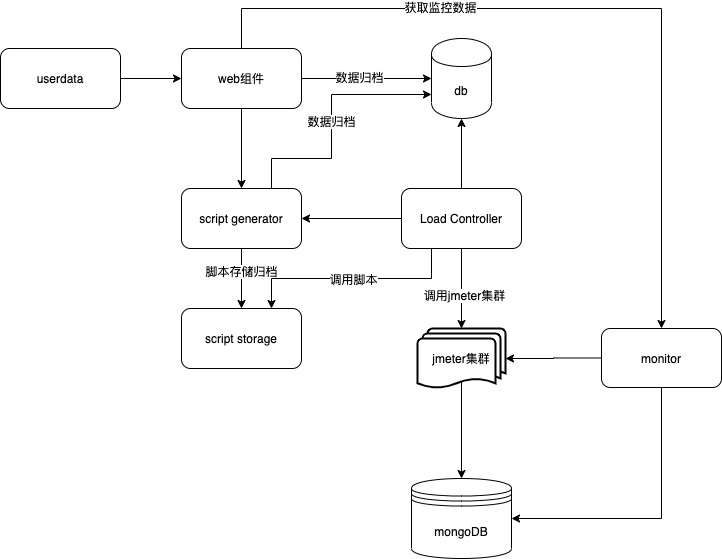 获取监控数据
userdata
web组件
数据归档
db
数据归档
script generator
Load Controller
脚本存储归档
调用脚本
调用jmeter集群
script storage
jmeter集群
monitor
mongoDB